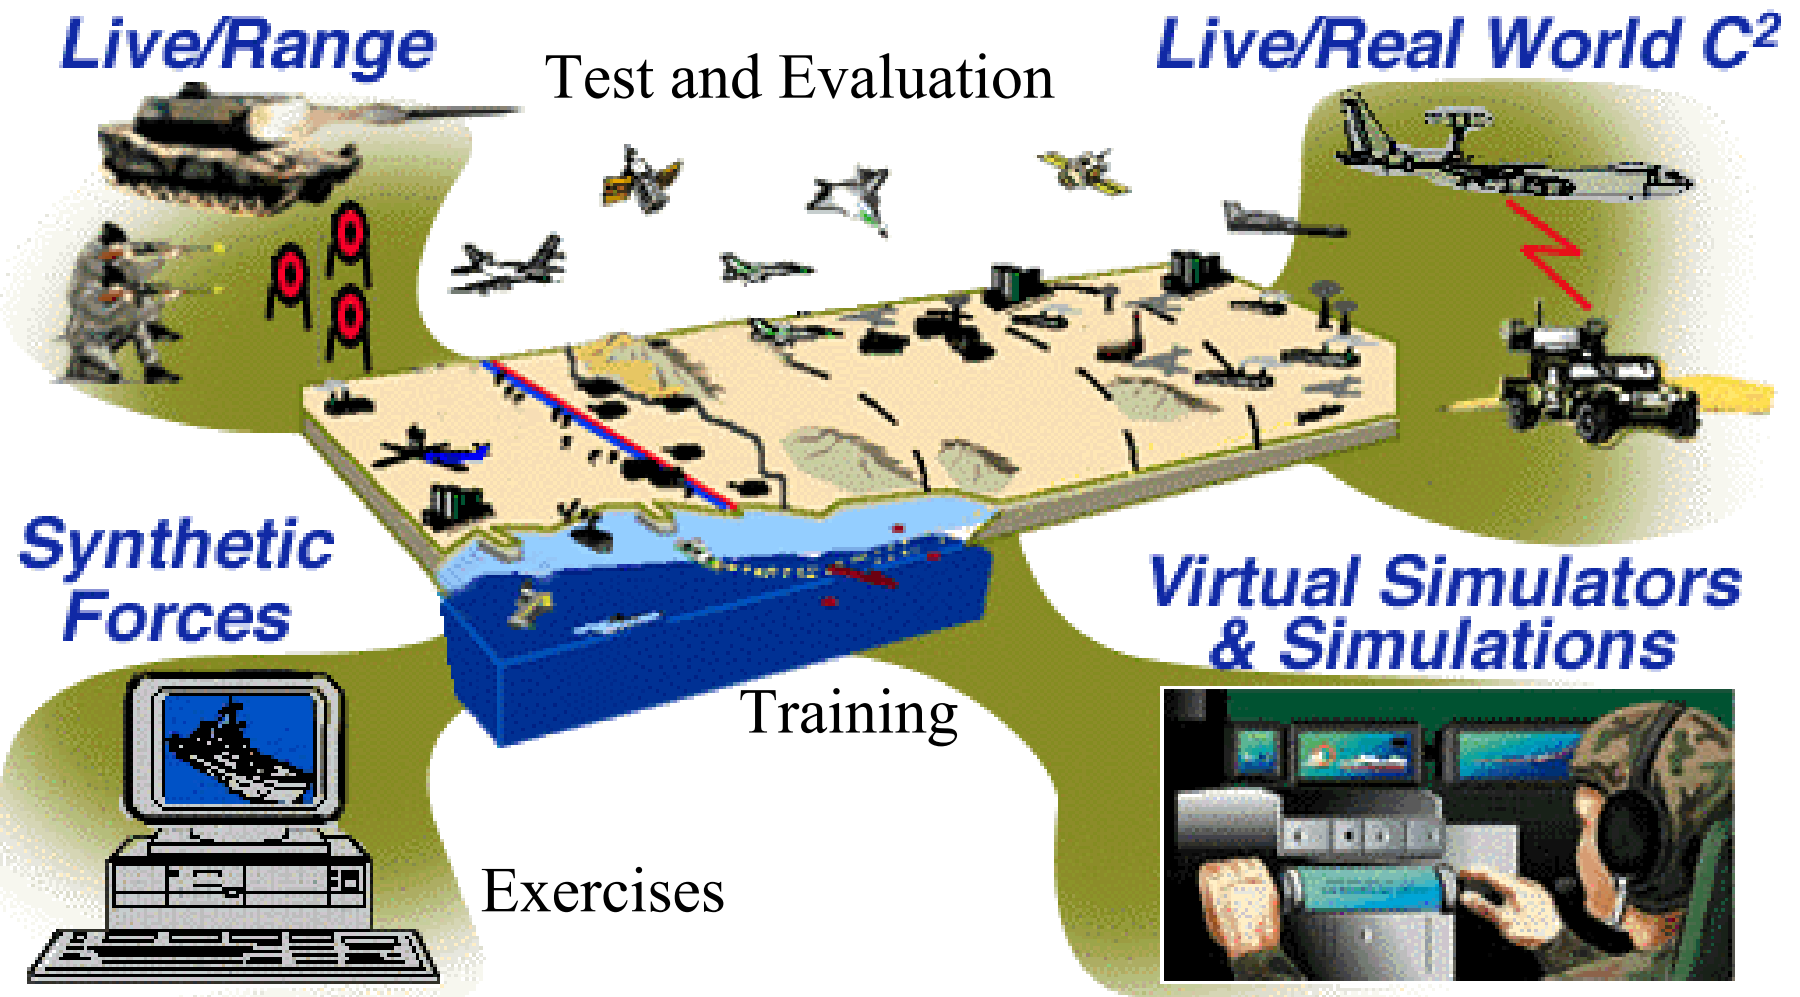 Live/Range
Test and Evaluation
Live/Real World C²
Synthetic
Forces
Virtual Simulators
& Simulations
Training
Exercises